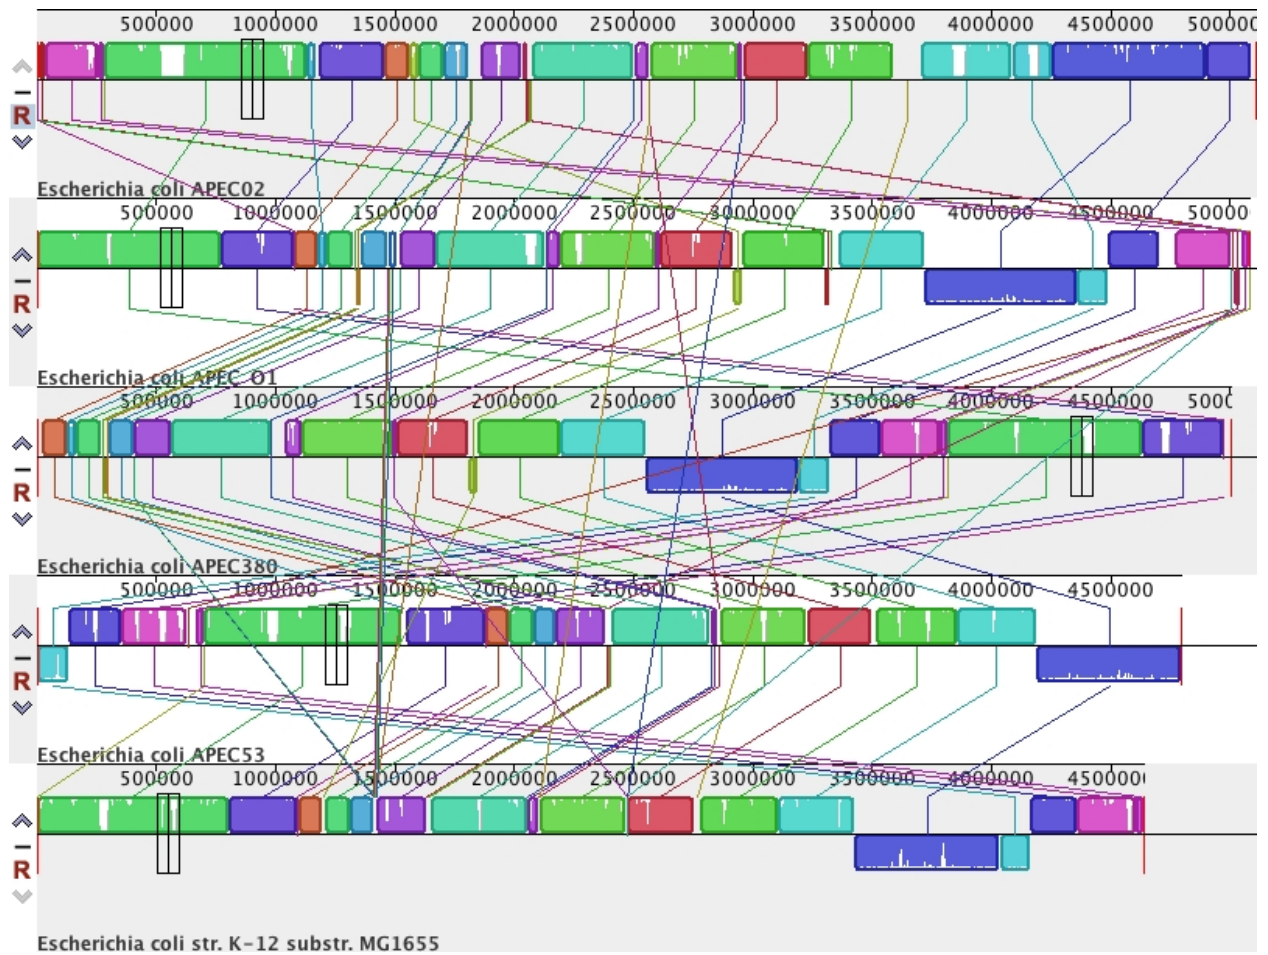 500000 1000000 1500000 2000000 2500000 3000000 3500000 4000000 4500000 50000
R
Escherichia coli APEC02
500000 1000000 1500000 2000000 2500000 3000000 3500000 4000000 4500000 50000
R
Escherichia coli APEC O1
500000 1000000 1500000 2000000 2500000 3000000 3500000 4000000 4500000 5000
R
Escherichia coli APEC380
500000 1000000 1500000 2000000 2500000 3000000 3500000 4000000 4500000
R
Escherichia coli APEC53
500000 1000000 1500000 2000000 2500000 3000000 3500000 4000000 4500000
R
Escherichia coli str. K-12 substr. MG1655